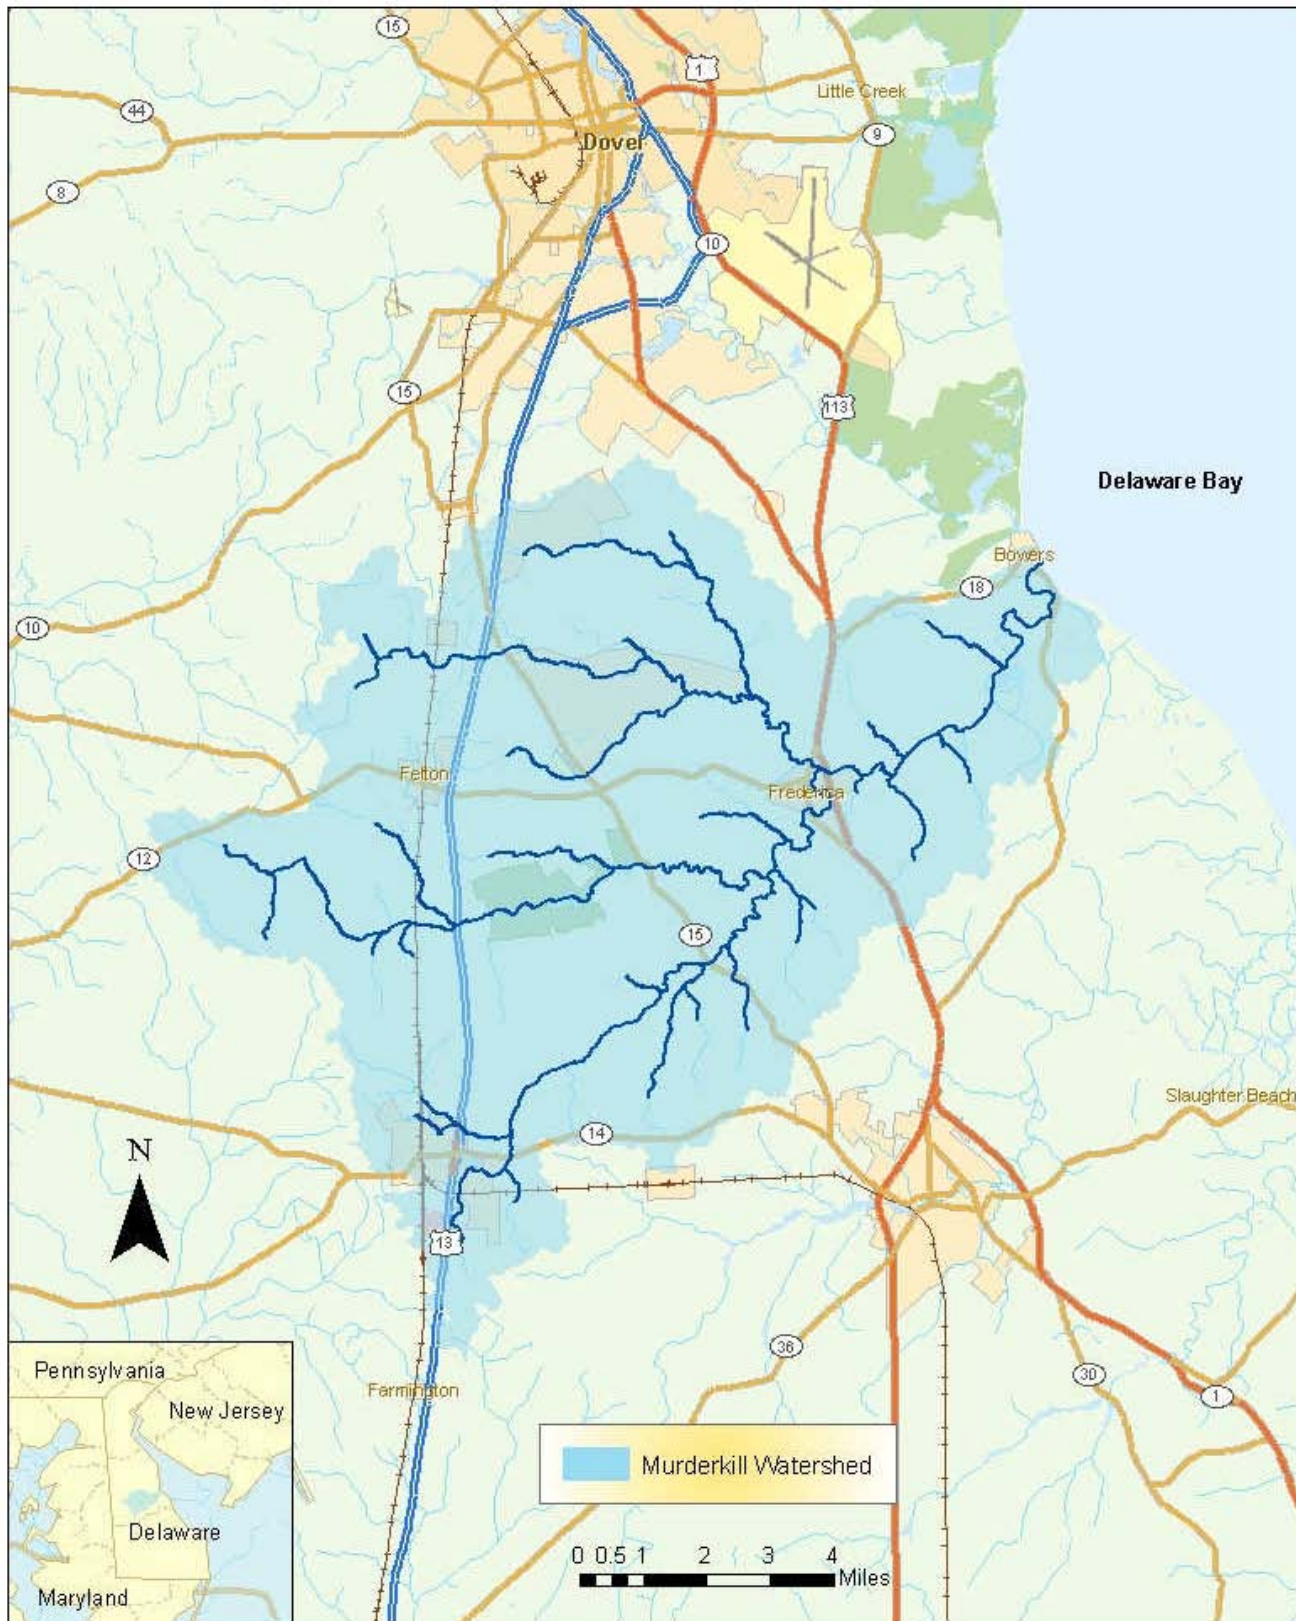 15
1
44
Little Creek
9
Dover
8
10
15
113
Delaware Bay
Bowers
18
10
Felton
Frederica
12
15
Slaughter Beach
14
N
13
36
Pennsylvania
30
Farmington
1
New Jersey
Murderkill Watershed
Delaware
0 0.5 1 2 3 4
Miles
Maryland